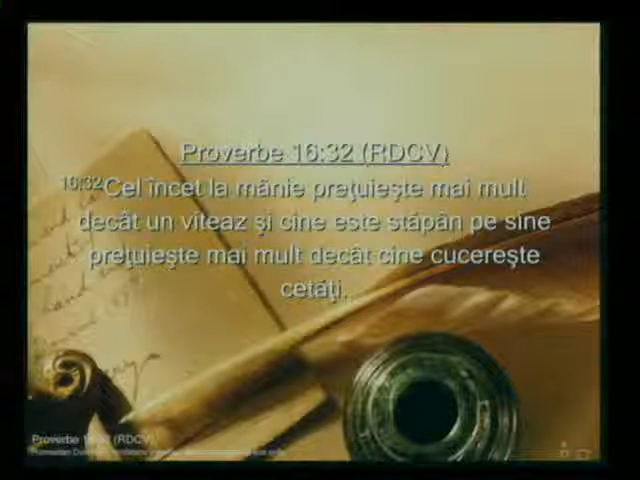 Proverbe 16:32 (RDCV)
16:32Cel încet la mânie preţuieşte mai mult
decât un viteaz şi cine este stăpân pe sine
preţuieşte mai mult decât cine cucereşte
cetăţi.
Proverbe 16:32 (RDCV)